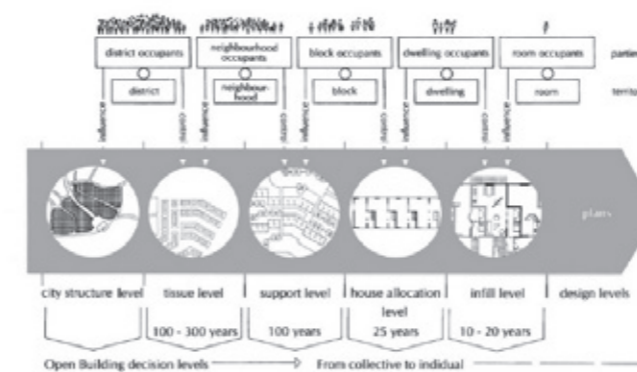 district occupants
neighbourhood
occupants
block occupants
dwelling occupants
room occupants
district
neighbour-
hood
block
dwelling
room
influence
control
influence
control
influence
control
influence
control
influence
plans
city structure level
tissue level
support level
house allocation
level
infill level
design levels
100 - 300 years
100 years
25 years
10 - 20 years
Open Building decision levels
From collective to indidual